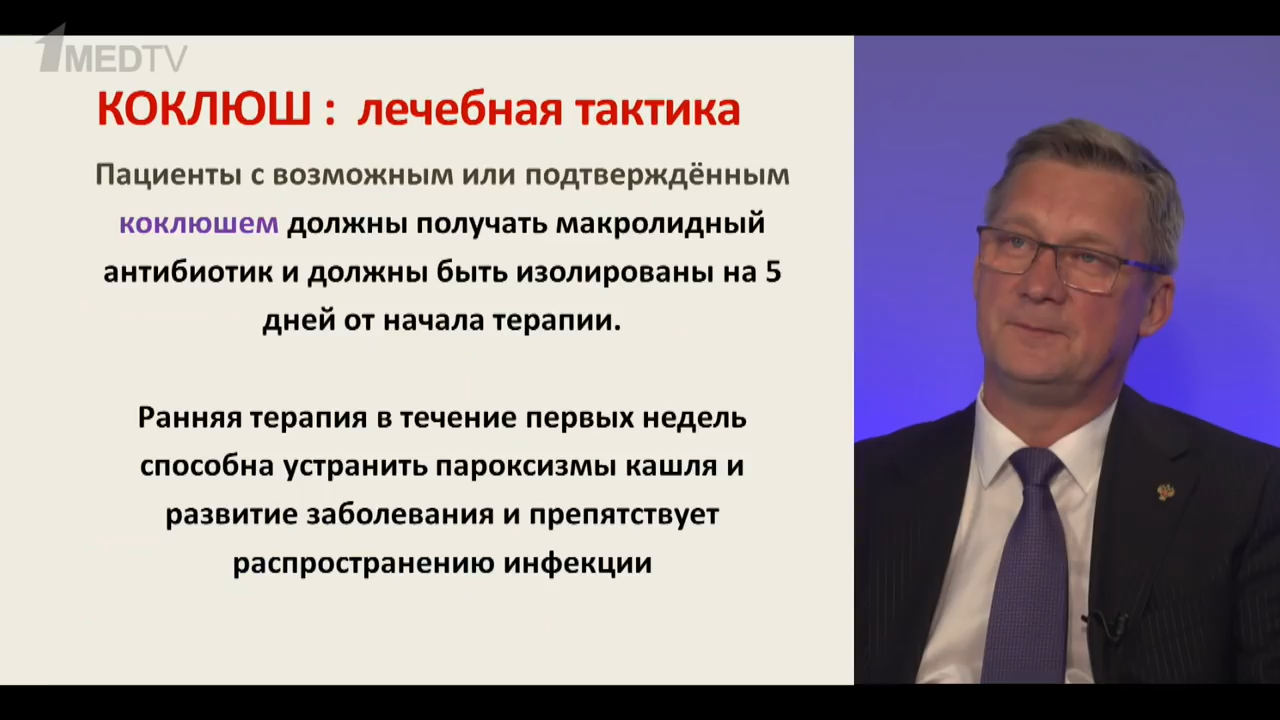 1MEDTV
КОКЛЮШ : лечебная тактика
Пациенты с возможным или подтверждённым
коклюшем должны получать макролидный
антибиотик и должны быть изолированы на 5
дней от начала терапии.
Ранняя терапия в течение первых недель
способна устранить пароксизмы кашля и
развитие заболевания и препятствует
распространению инфекции